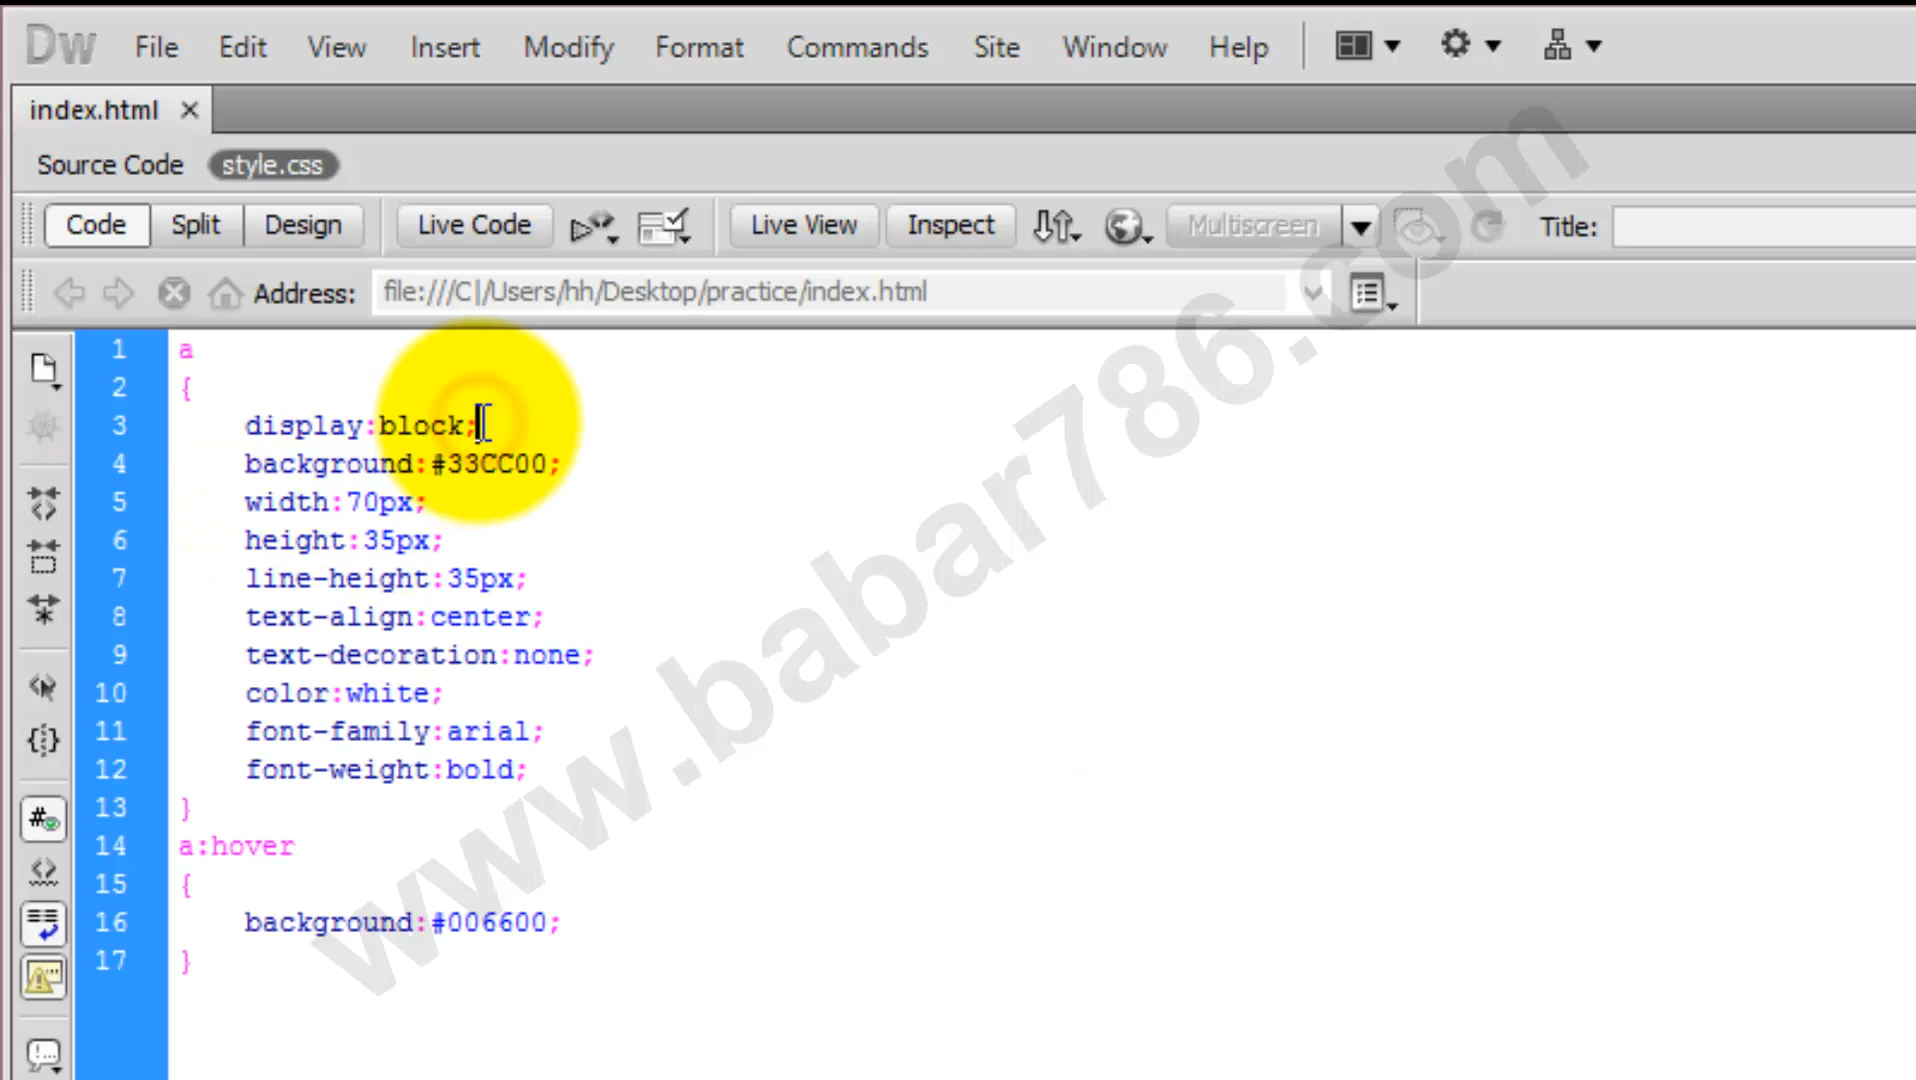 Dw File Edit View Insert Modify Format Commands Site Window Help
index.html
Source Code style.css
Code Split Design Live Code Live View Inspect Multiscreen Title:
Address: file:///C|/Users/hh/Desktop/practice/index.html
1 a
2 {
3 display:block;
4 background:#33CC00;
5 width:70px;
6 height:35px;
7 line-height:35px;
8 text-align:center;
9 text-decoration:none;
10 color:white;
11 font-family:arial;
12 font-weight:bold;
13 }
14 a:hover
15 {
16 background:#006600;
17 }
www.babar786.com